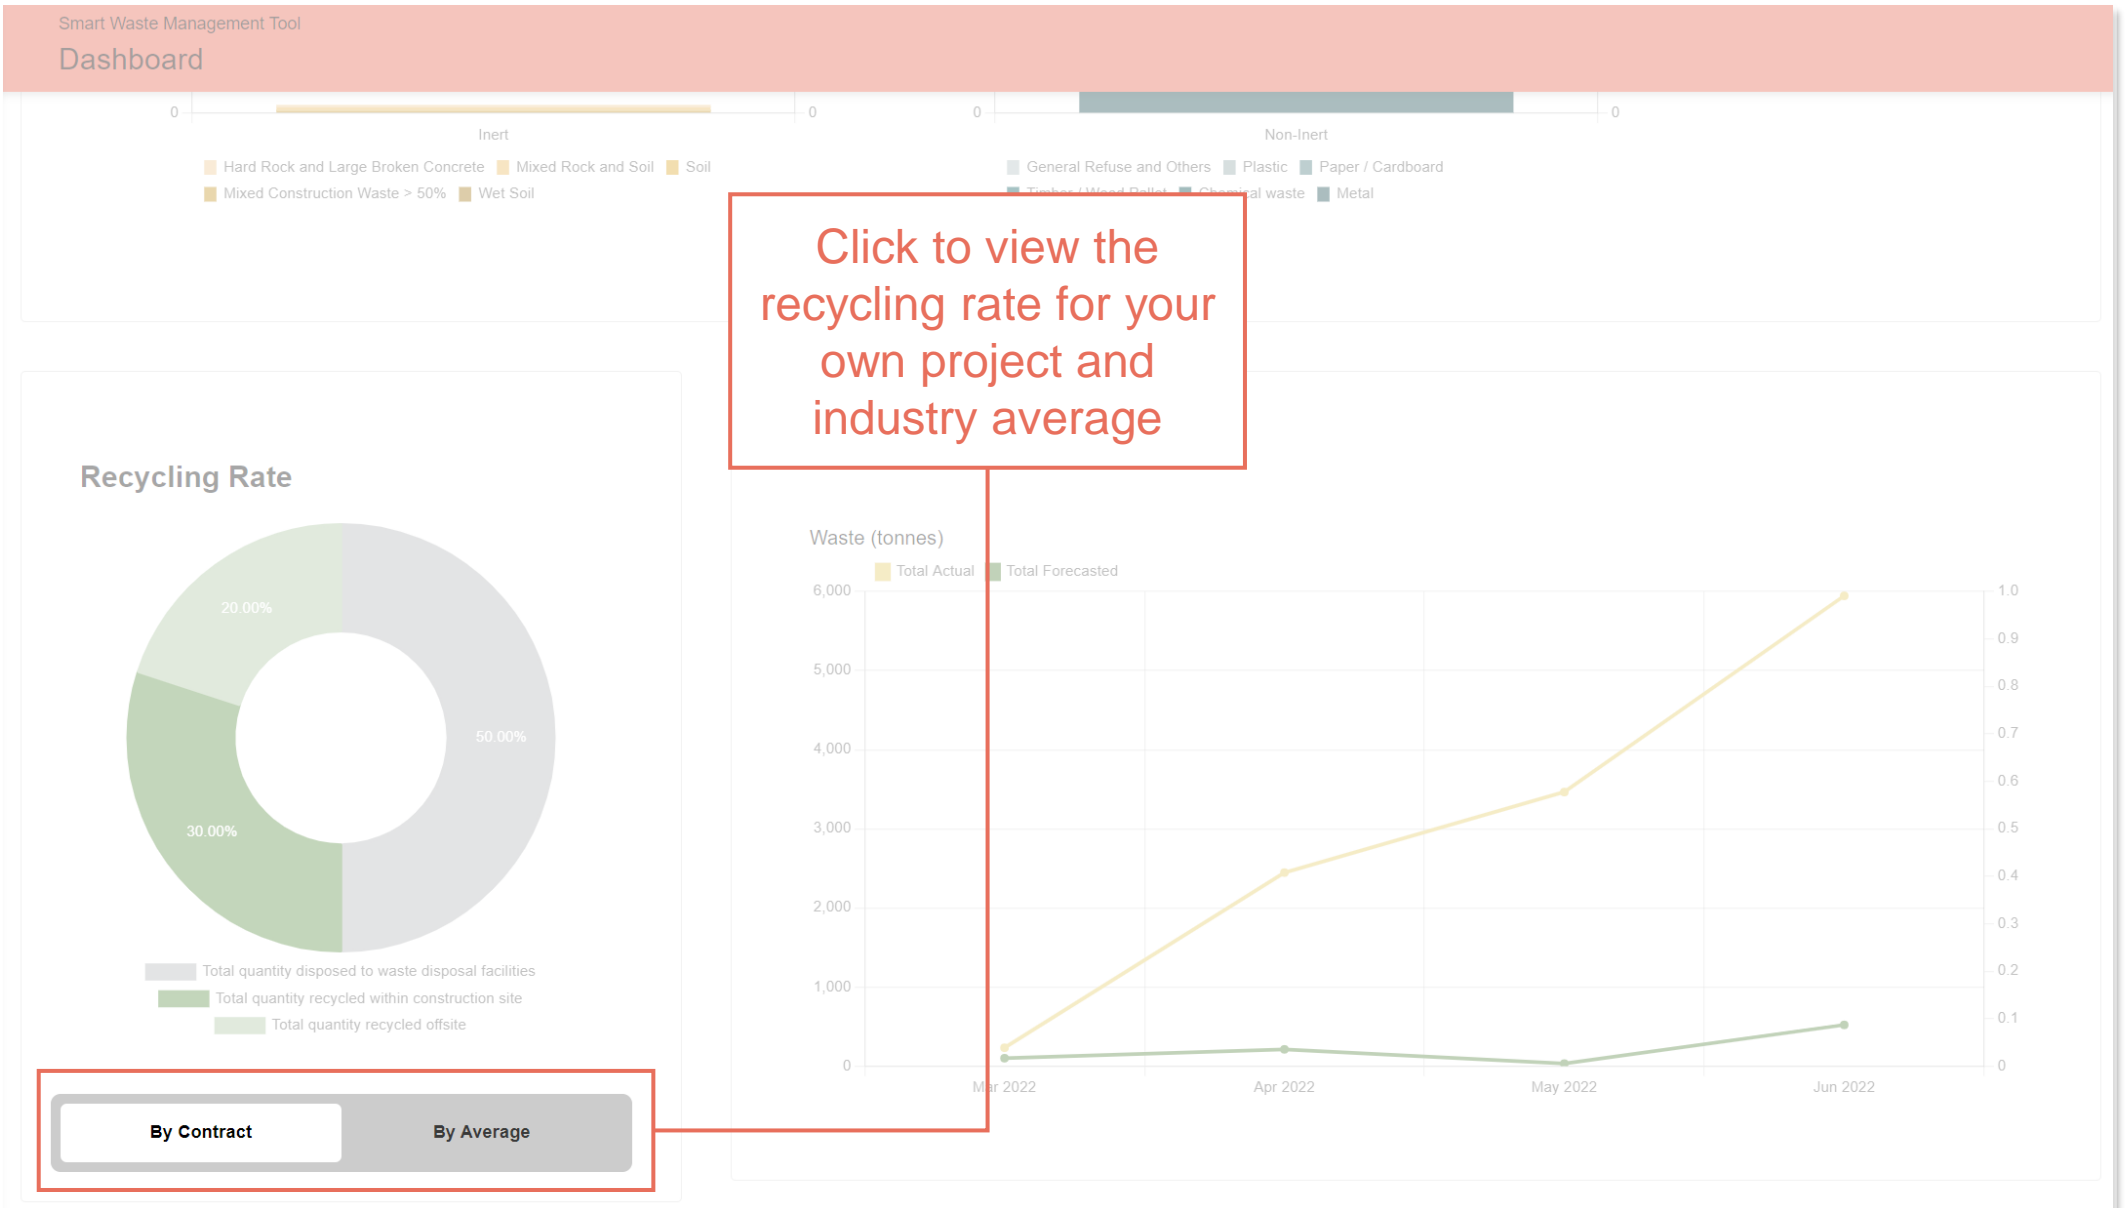 Smart Waste Management Tool
Dashboard
0 0 0 0
Inert Non-Inert
Hard Rock and Large Broken Concrete Mixed Rock and Soil Soil
Mixed Construction Waste > 50% Wet Soil
General Refuse and Others Plastic Paper / Cardboard
Timber / Wood Pallet Chemical waste Metal
Click to view the
recycling rate for your
own project and
industry average
Recycling Rate
20.00%
50.00%
30.00%
Total quantity disposed to waste disposal facilities
Total quantity recycled within construction site
Total quantity recycled offsite
By Contract By Average
Waste (tonnes)
Total Actual Total Forecasted
6,000
5,000
4,000
3,000
2,000
1,000
0
1.0
0.9
0.8
0.7
0.6
0.5
0.4
0.3
0.2
0.1
0
Mar 2022 Apr 2022 May 2022 Jun 2022